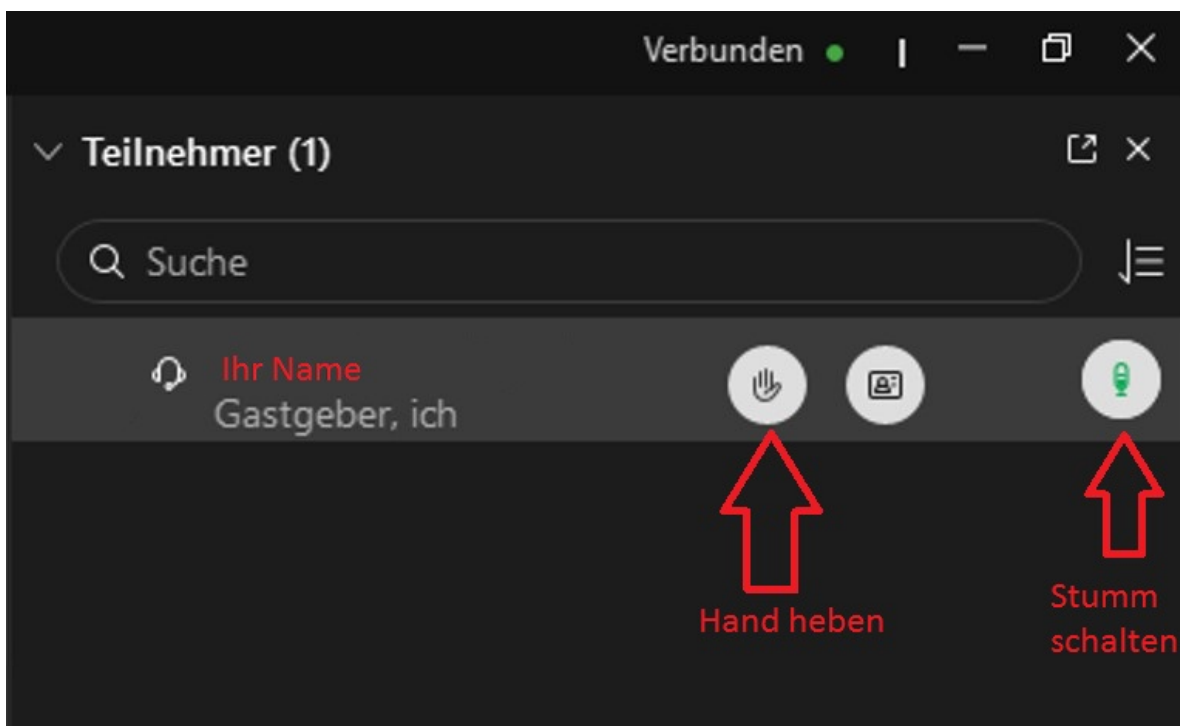 Verbunden
Teilnehmer (1)
Suche
Ihr Name
Gastgeber, ich
Hand heben
Stumm
schalten